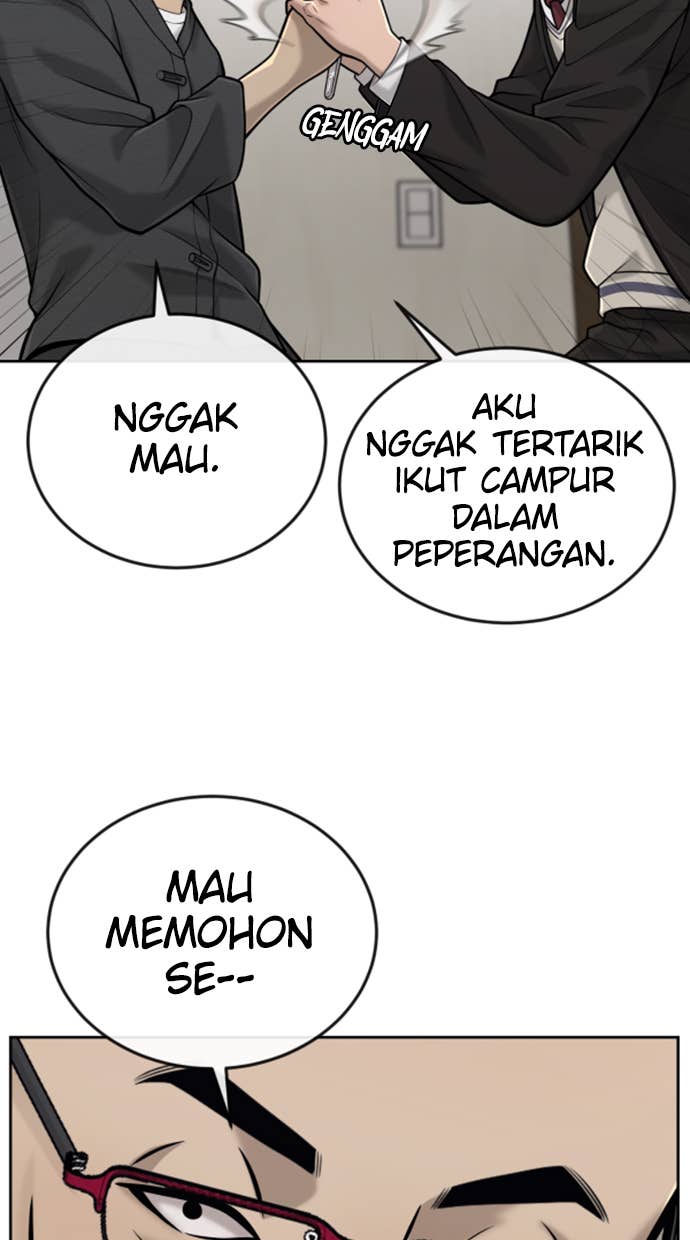 GENGGAM
NGGAK
MAU.
AKU
NGGAK TERTARIK
IKUT CAMPUR
DALAM
PEPERANGAN.
MAU
MEMOHON
SE--